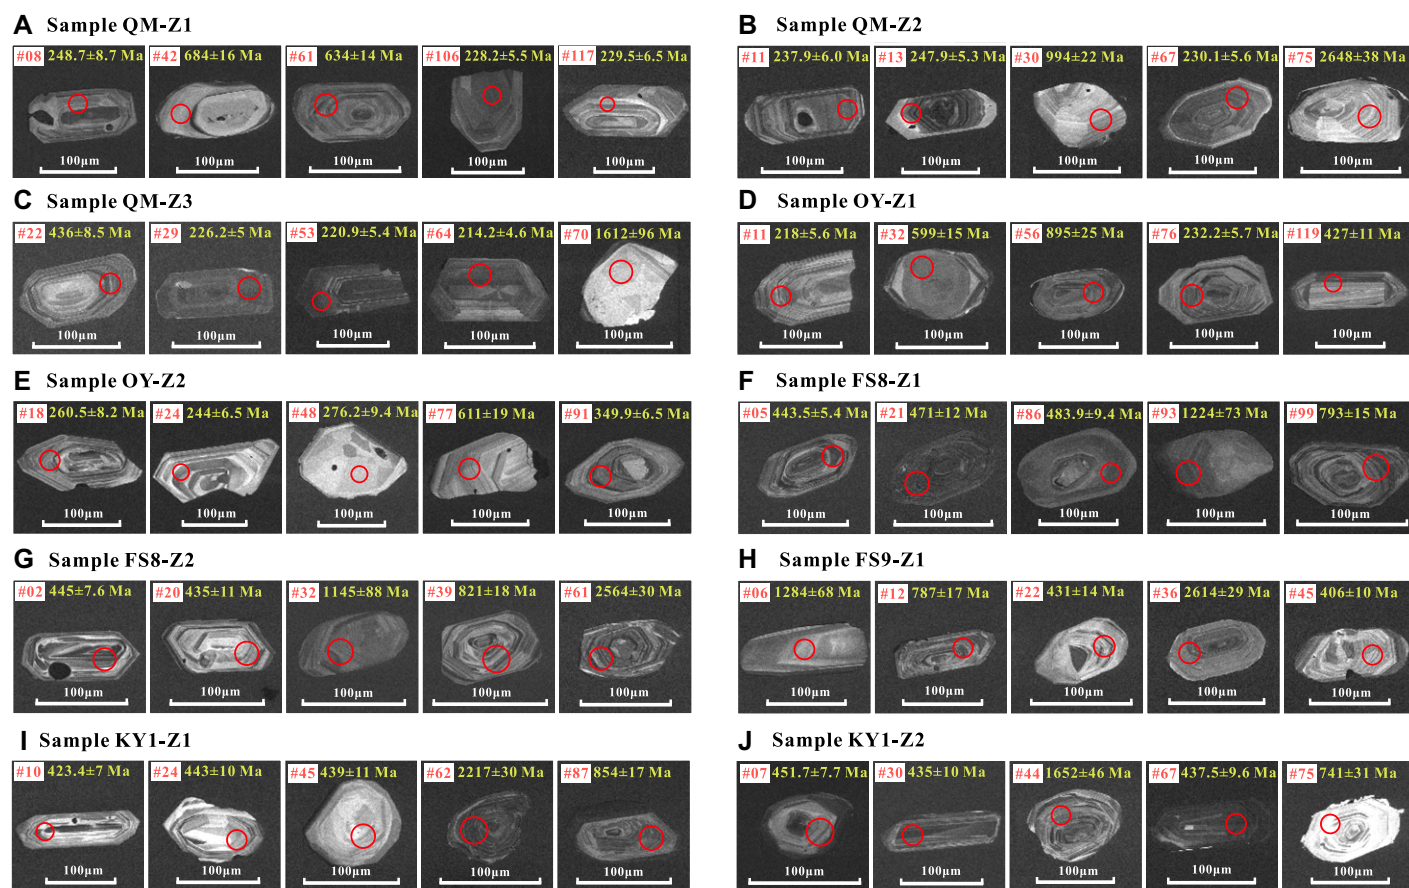 A Sample QM-Z1
#08 248.7±8.7 Ma #42 684±16 Ma #61 634±14 Ma #106 228.2±5.5 Ma #117 229.5±6.5 Ma
100μm 100μm 100μm 100μm 100μm
B Sample QM-Z2
#11 237.9±6.0 Ma #13 247.9±5.3 Ma #30 994±22 Ma #67 230.1±5.6 Ma #75 2648±38 Ma
100μm 100μm 100μm 100μm 100μm
C Sample QM-Z3
#22 436±8.5 Ma #29 226.2±5 Ma #53 220.9±5.4 Ma #64 214.2±4.6 Ma #70 1612±96 Ma
100μm 100μm 100μm 100μm 100μm
D Sample OY-Z1
#11 218±5.6 Ma #32 599±15 Ma #56 895±25 Ma #76 232.2±5.7 Ma #119 427±11 Ma
100μm 100μm 100μm 100μm 100μm
E Sample OY-Z2
#18 260.5±8.2 Ma #24 244±6.5 Ma #48 276.2±9.4 Ma #77 611±19 Ma #91 349.9±6.5 Ma
100μm 100μm 100μm 100μm 100μm
F Sample FS8-Z1
#05 443.5±5.4 Ma #21 471±12 Ma #86 483.9±9.4 Ma #93 1224±73 Ma #99 793±15 Ma
100μm 100μm 100μm 100μm 100μm
G Sample FS8-Z2
#02 445±7.6 Ma #20 435±11 Ma #32 1145±88 Ma #39 821±18 Ma #61 2564±30 Ma
100μm 100μm 100μm 100μm 100μm
H Sample FS9-Z1
#06 1284±68 Ma #12 787±17 Ma #22 431±14 Ma #36 2614±29 Ma #45 406±10 Ma
100μm 100μm 100μm 100μm 100μm
I Sample KY1-Z1
#10 423.4±7 Ma #24 443±10 Ma #45 439±11 Ma #62 2217±30 Ma #87 854±17 Ma
100μm 100μm 100μm 100μm 100μm
J Sample KY1-Z2
#07 451.7±7.7 Ma #30 435±10 Ma #44 1652±46 Ma #67 437.5±9.6 Ma #75 741±31 Ma
100μm 100μm 100μm 100μm 100μm